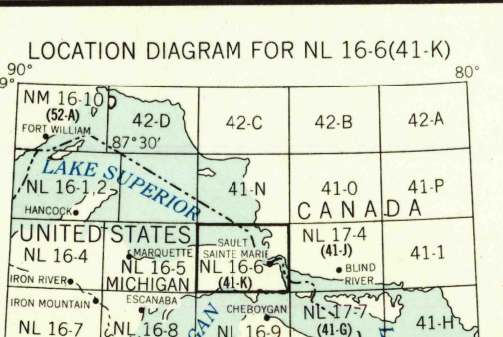 LOCATION DIAGRAM FOR NL 16-6(41-K)
90°
80°
9°
NM 16-10
(52-A)
FORT WILLIAM
42-D
42-C
42-B
42-A
87°30'
LAKE SUPERIOR
NL 16-1,2
41-N
41-O
41-P
HANCOCK
CANADA
UNITED STATES
NL 16-4
MARQUETTE
NL 16-5
SAULT
SAINTE MARIE
NL 16-6
(41-K)
NL 17-4
(41-J)
41-1
BLIND
RIVER
IRON RIVER
MICHIGAN
IRON MOUNTAIN
ESCANABA
CHEBOYGAN
NL 17-7
(41-G)
41-H
NL 16-7
NL 16-8
GAN
NL 16-9